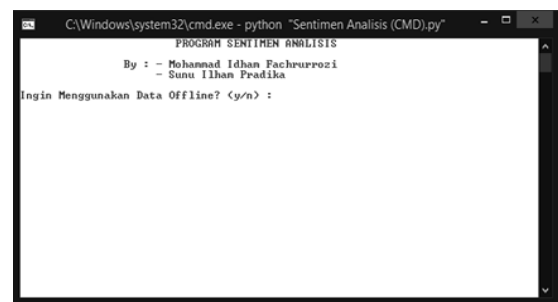 C:\Windows\system32\cmd.exe - python "Sentimen Analisis (CMD).py"
PROGRAM SENTIMEN ANALISIS
By : - Mohammad Idham Fachrurrozi
- Sunu Ilham Pradika
Ingin Menggunakan Data Offline? (y/n) :